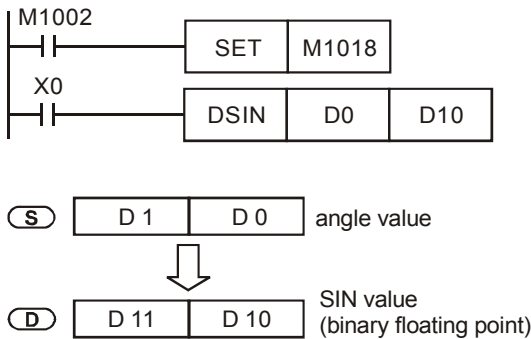 M1002
SET M1018
X0
DSIN D0 D10
S D 1 D 0 angle value
D D 11 D 10 SIN value
(binary floating point)